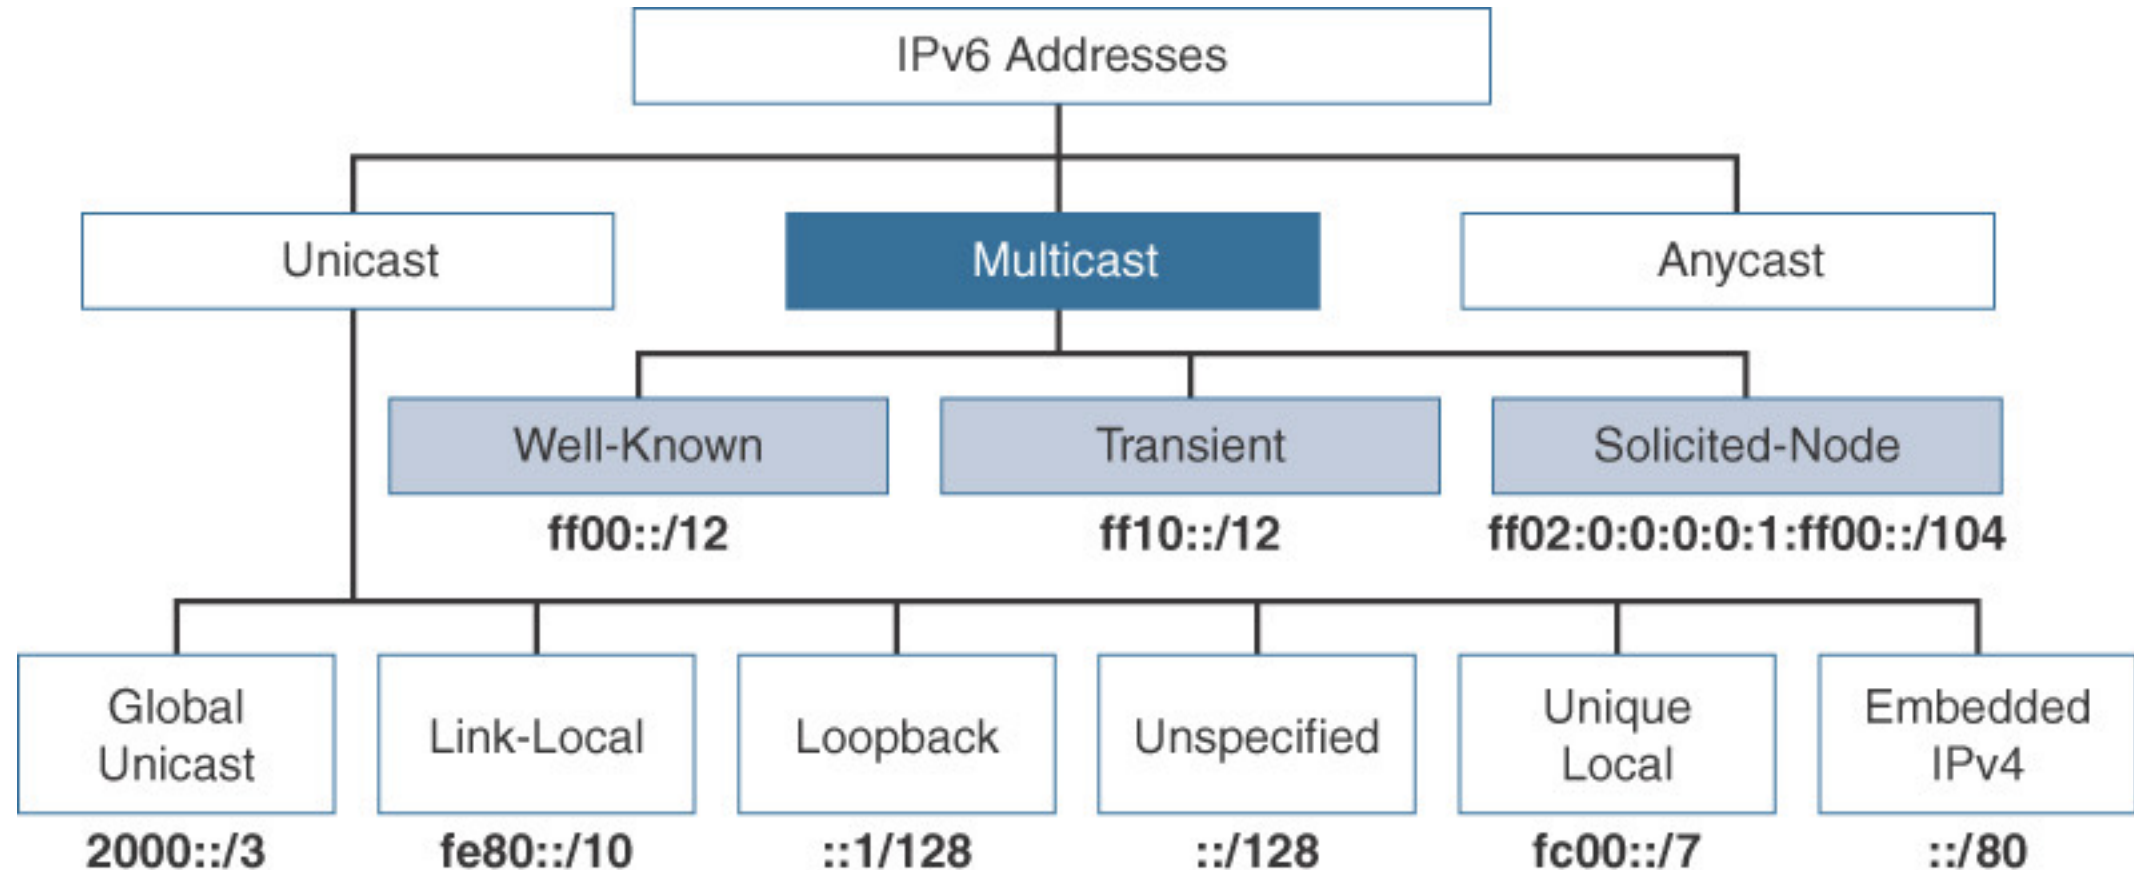 IPv6 Addresses
Unicast
Multicast
Anycast
Well-Known
Transient
Solicited-Node
ff00::/12
ff10::/12
ff02:0:0:0:0:1:ff00::/104
Global
Unicast
Link-Local
Loopback
Unspecified
Unique
Local
Embedded
IPv4
2000::/3
fe80::/10
::1/128
::/128
fc00::/7
::/80